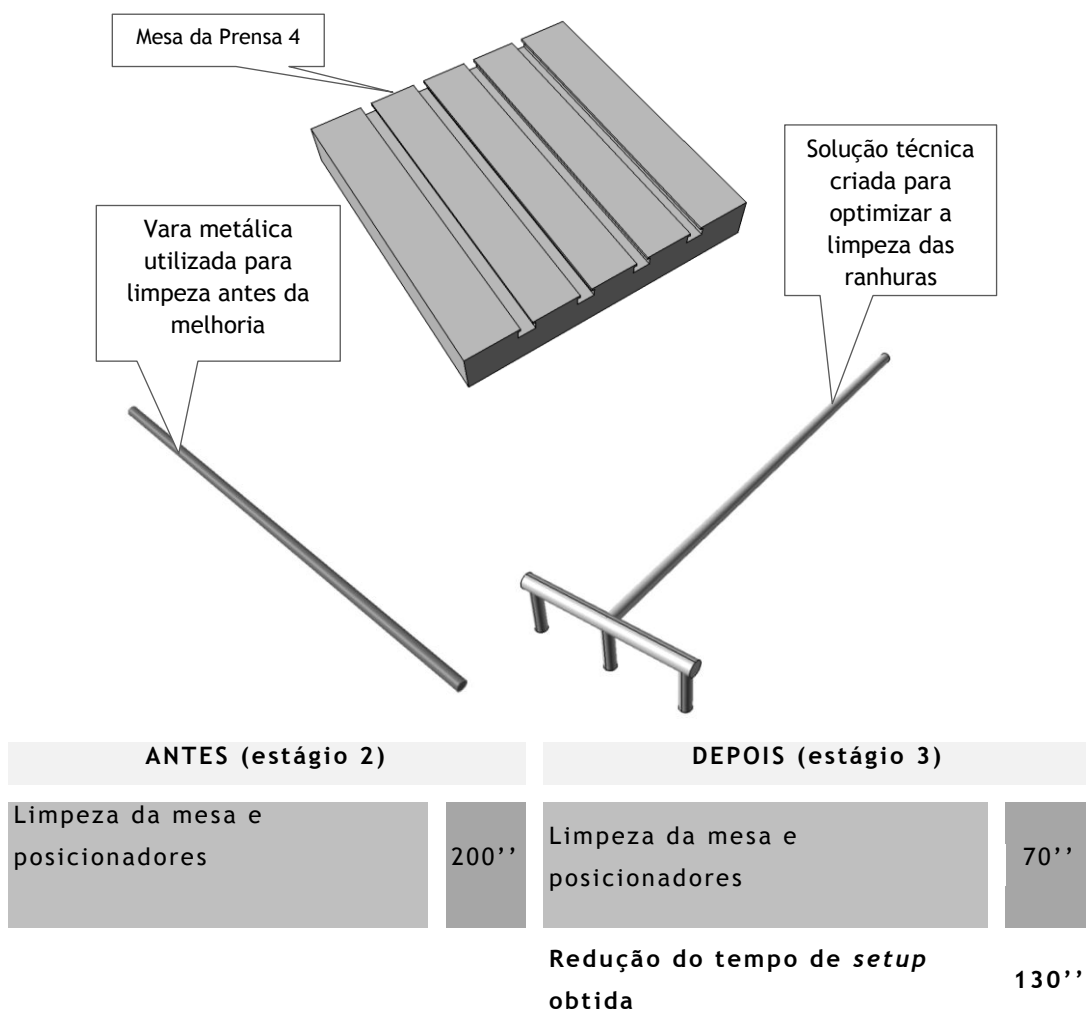 Mesa da Prensa 4
Solução técnica
criada para
optimizar a
limpeza das
ranhuras
Vara metálica
utilizada para
limpeza antes da
melhoria
ANTES (estágio 2)
DEPOIS (estágio 3)
Limpeza da mesa e
posicionadores
200’’
Limpeza da mesa e
posicionadores
70’’
Redução do tempo de setup
obtida
130’’